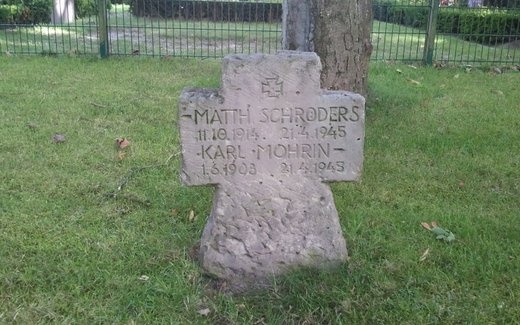 MATTH SCHRÖDERS
11.10.1914. 21.4.1945
KARL·MOHRIN
1.6.1903 21.4.1945